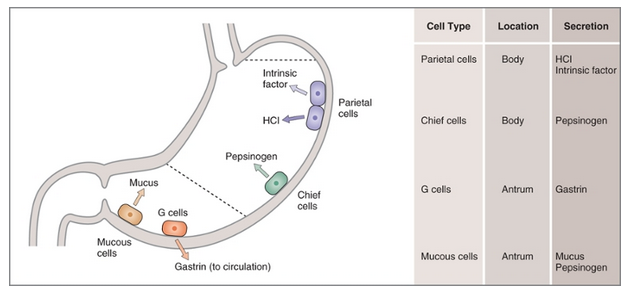 Intrinsic
factor
HCl
Parietal
cells
Pepsinogen
Chief
cells
Mucus
G cells
Mucous
cells
Gastrin (to circulation)
Cell Type Location Secretion
Parietal cells Body HCl
Intrinsic factor
Chief cells Body Pepsinogen
G cells Antrum Gastrin
Mucous cells Antrum Mucus
Pepsinogen